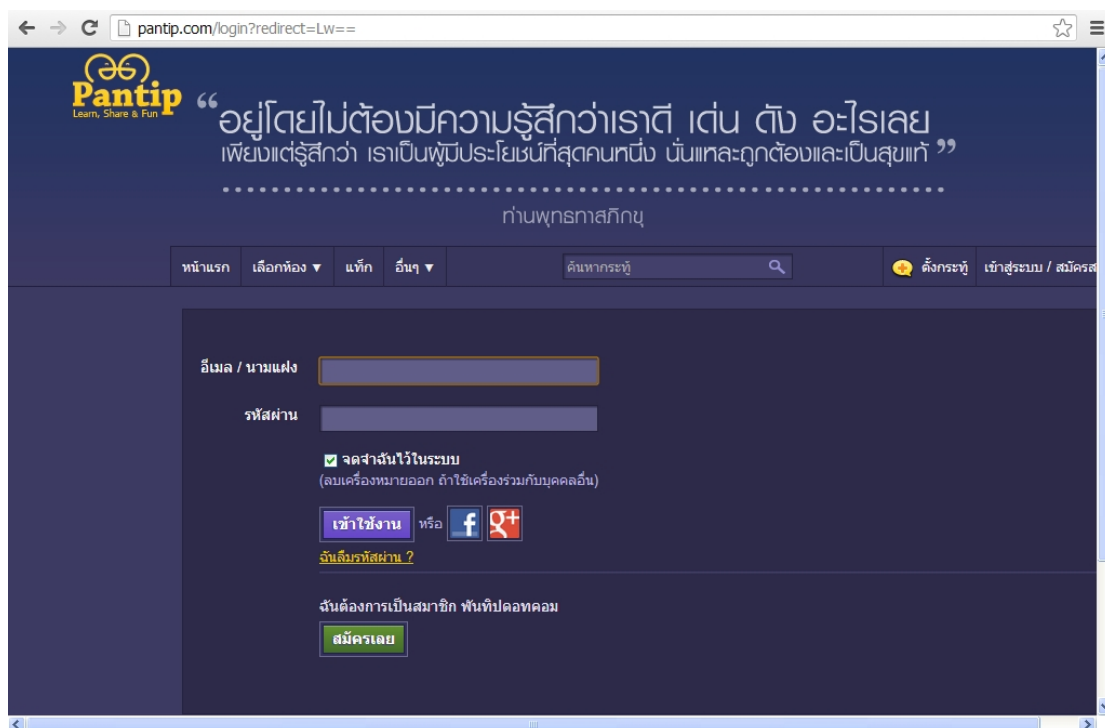 pantip.com/login?redirect=Lw==
Pantip
Learn, Share & Fun
“อยู่โดยไม่ต้องมีความรู้สึกว่าเราดี เด่น ดัง อะไรเลย
เพียงแต่รู้สึกว่า เราเป็นผู้มีประโยชน์ที่สุดคนหนึ่ง นั่นแหละถูกต้องและเป็นสุขแท้ ”
ท่านพุทธทาสภิกขุ
หน้าแรก เลือกห้อง ▼ แท็ก อื่นๆ ▼ ค้นหากระทู้ ตั้งกระทู้ เข้าสู่ระบบ / สมัครส
อีเมล / นามแฝง
รหัสผ่าน
จดจำฉันไว้ในระบบ
(ลบเครื่องหมายออก ถ้าใช้เครื่องร่วมกับบุคคลอื่น)
เข้าใช้งาน หรือ f g+
ฉันลืมรหัสผ่าน ?
ฉันต้องการเป็นสมาชิก พันทิปดอทคอม
สมัครเลย